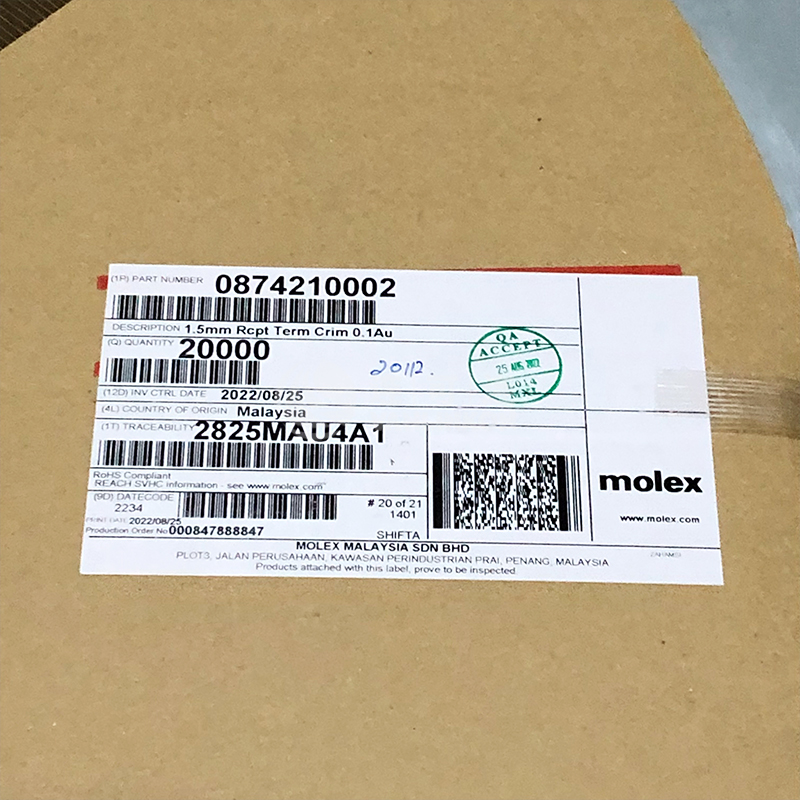 (1P) PART NUMBER 0874210002
DESCRIPTION 1.5mm Rcpt Term Crim 0.1Au
(Q) QUANTITY 20000
20112.
QA
ACCEPT
25 AUG 2022
L014
MXL
(12D) INV CTRL DATE 2022/08/25
(4L) COUNTRY OF ORIGIN Malaysia
(1T) TRACEABILITY 2825MAU4A1
RoHS Compliant
REACH SVHC information - see www.molex.com
(9D) DATECODE
2234
# 20 of 21
1401
PRINT DATE 2022/08/25
Production Order No 000847888847
SHIFTA
molex
www.molex.com
MOLEX MALAYSIA SDN BHD
PLOT3, JALAN PERUSAHAAN, KAWASAN PERINDUSTRIAN PRAI, PENANG, MALAYSIA
Products attached with this label, prove to be inspected.